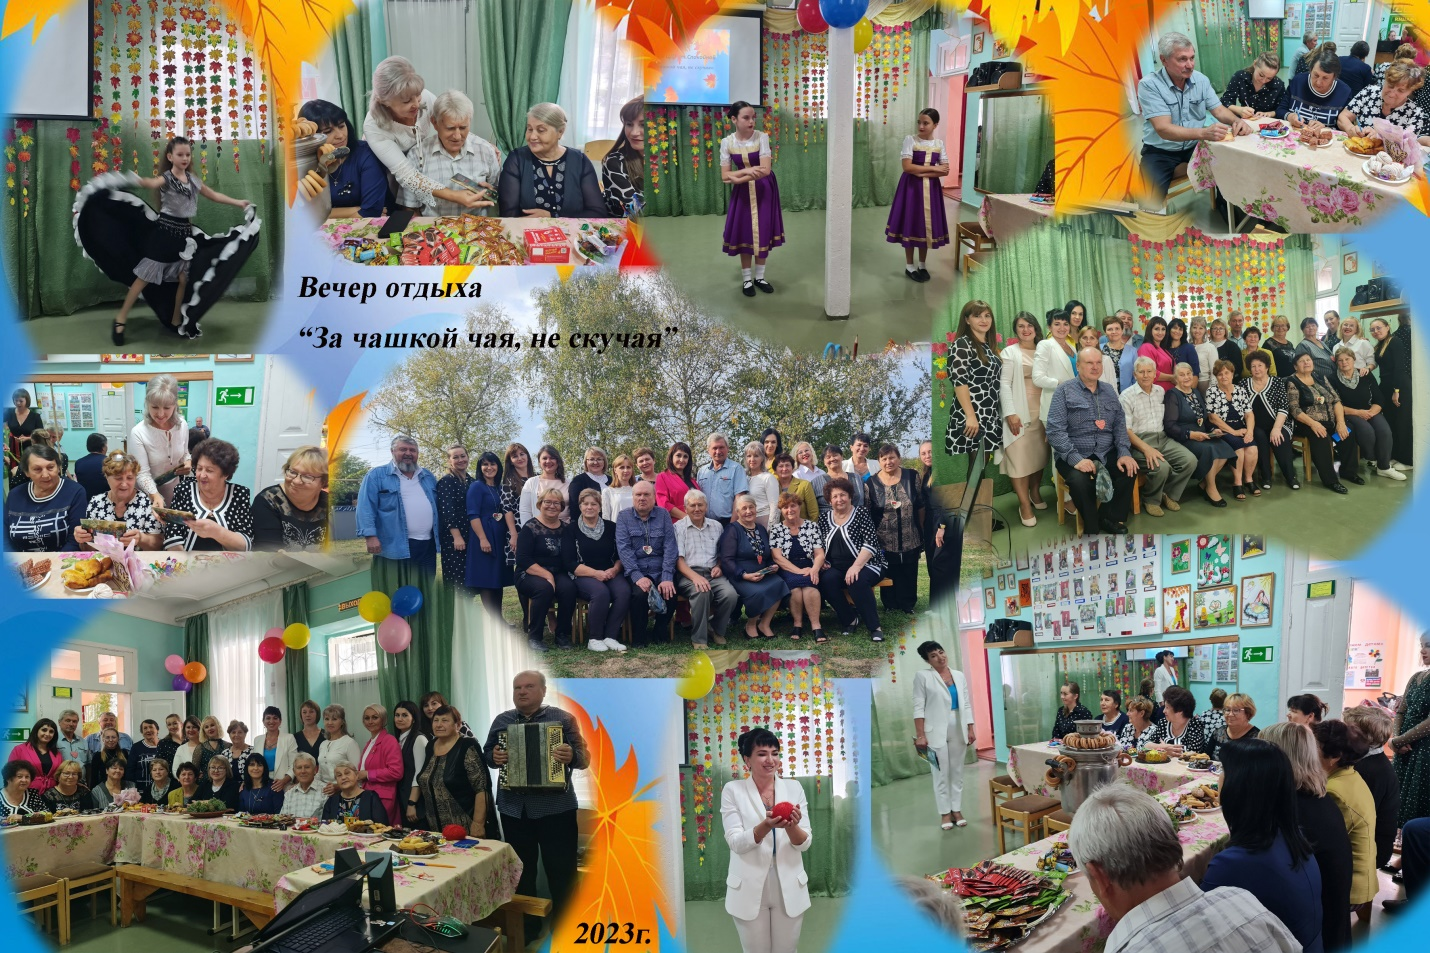 Вечер отдыха
“За чашкой чая, не скучая”
2023г.